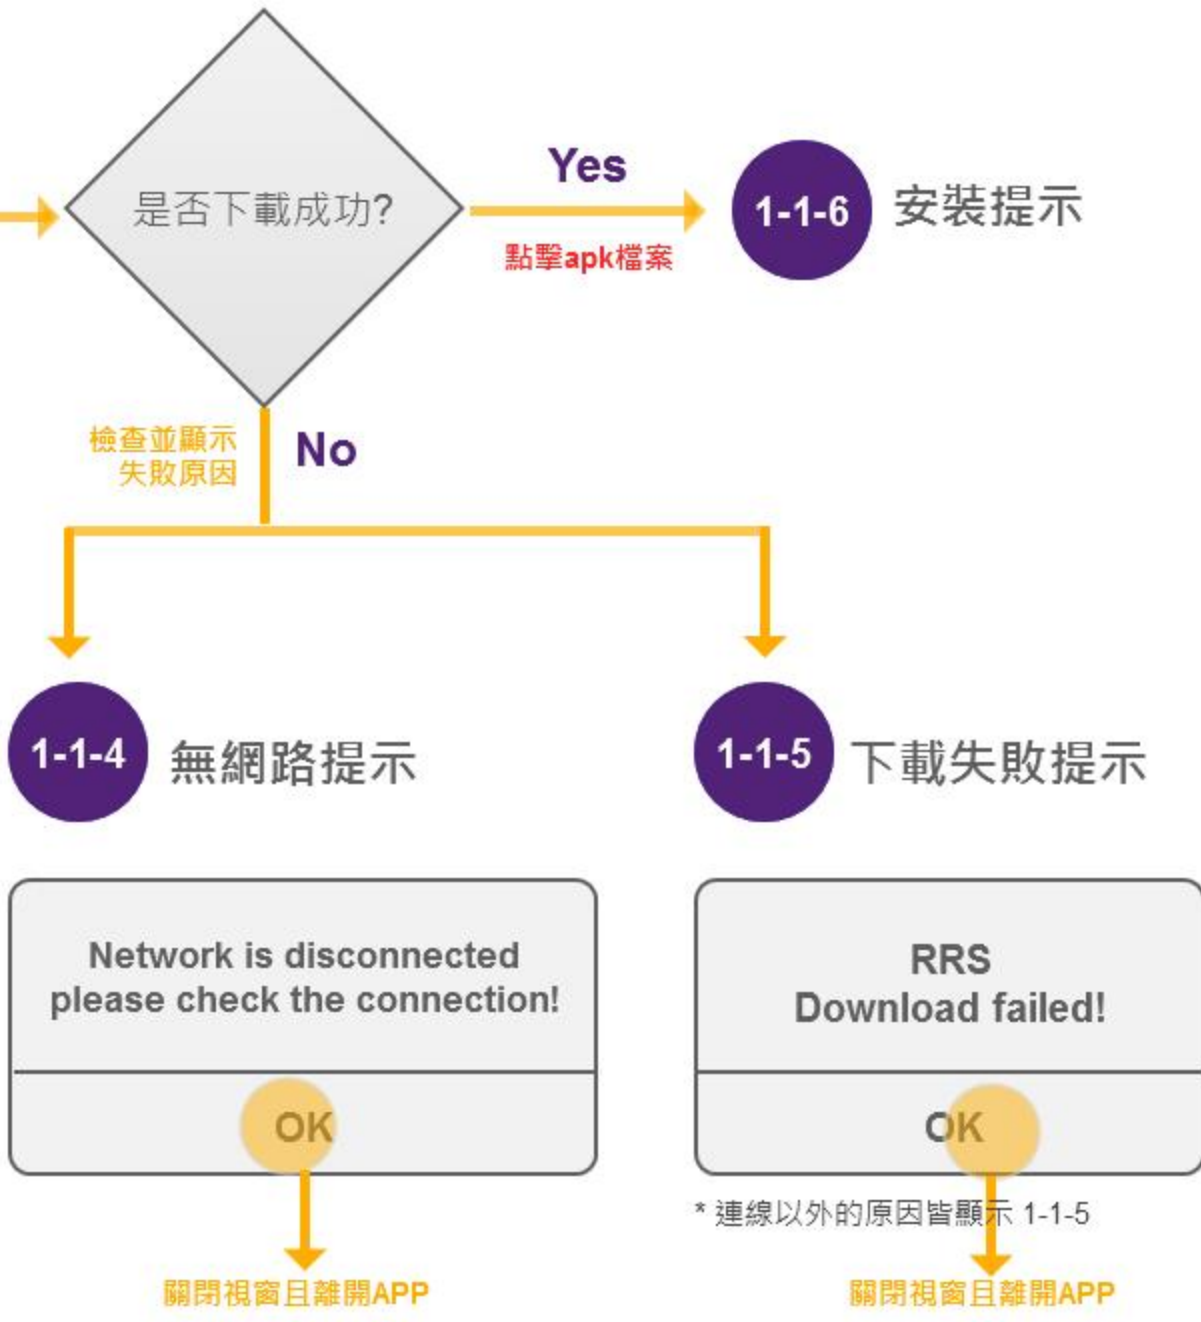 是否下載成功?
Yes
點擊apk檔案
1-1-6
安裝提示
檢查並顯示
失敗原因
No
1-1-4
無網路提示
1-1-5
下載失敗提示
Network is disconnected
please check the connection!
OK
RRS
Download failed!
OK
* 連線以外的原因皆顯示 1-1-5
關閉視窗且離開APP
關閉視窗且離開APP